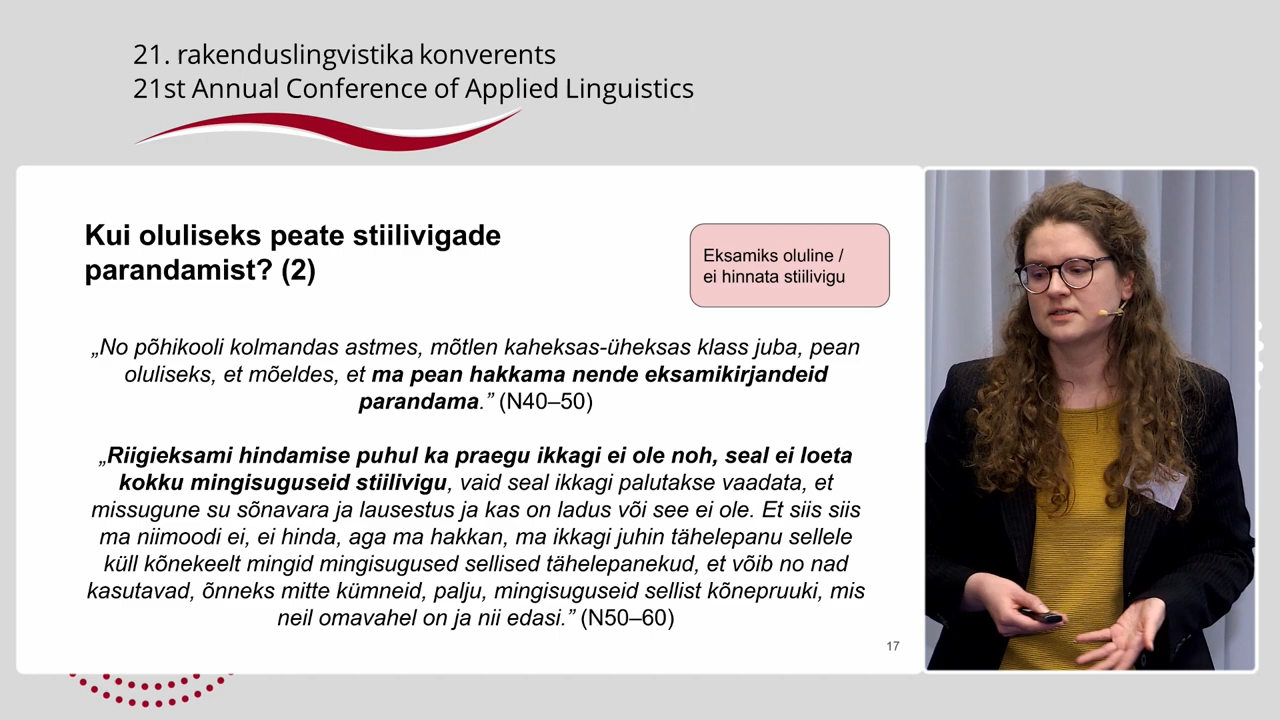 21. rakenduslingvistika konverents
21st Annual Conference of Applied Linguistics
Kui oluliseks peate stiilivigade
parandamist? (2)
Eksamiks oluline /
ei hinnata stiilivigu
„No põhikooli kolmandas astmes, mõtlen kaheksas-üheksas klass juba, pean
oluliseks, et mõeldes, et ma pean hakkama nende eksamikirjandeid
parandama.” (N40–50)
„Riigieksami hindamise puhul ka praegu ikkagi ei ole noh, seal ei loeta
kokku mingisuguseid stiilivigu, vaid seal ikkagi palutakse vaadata, et
missugune su sõnavara ja lausestus ja kas on ladus või see ei ole. Et siis siis
ma niimoodi ei, ei hinda, aga ma hakkan, ma ikkagi juhin tähelepanu sellele
küll kõnekeelt mingid mingisugused sellised tähelepanekud, et võib no nad
kasutavad, õnneks mitte kümneid, palju, mingisuguseid sellist kõnepruuki, mis
neil omavahel on ja nii edasi.” (N50–60)
17